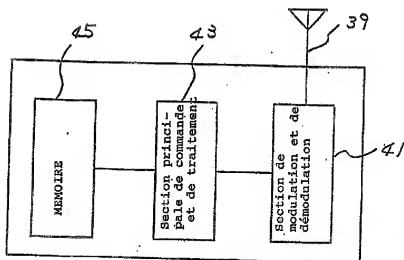 45
43
39
MEMOIRE
Section princi-
pale de commande
et de traitement
Section de
modulation et de
démodulation
41